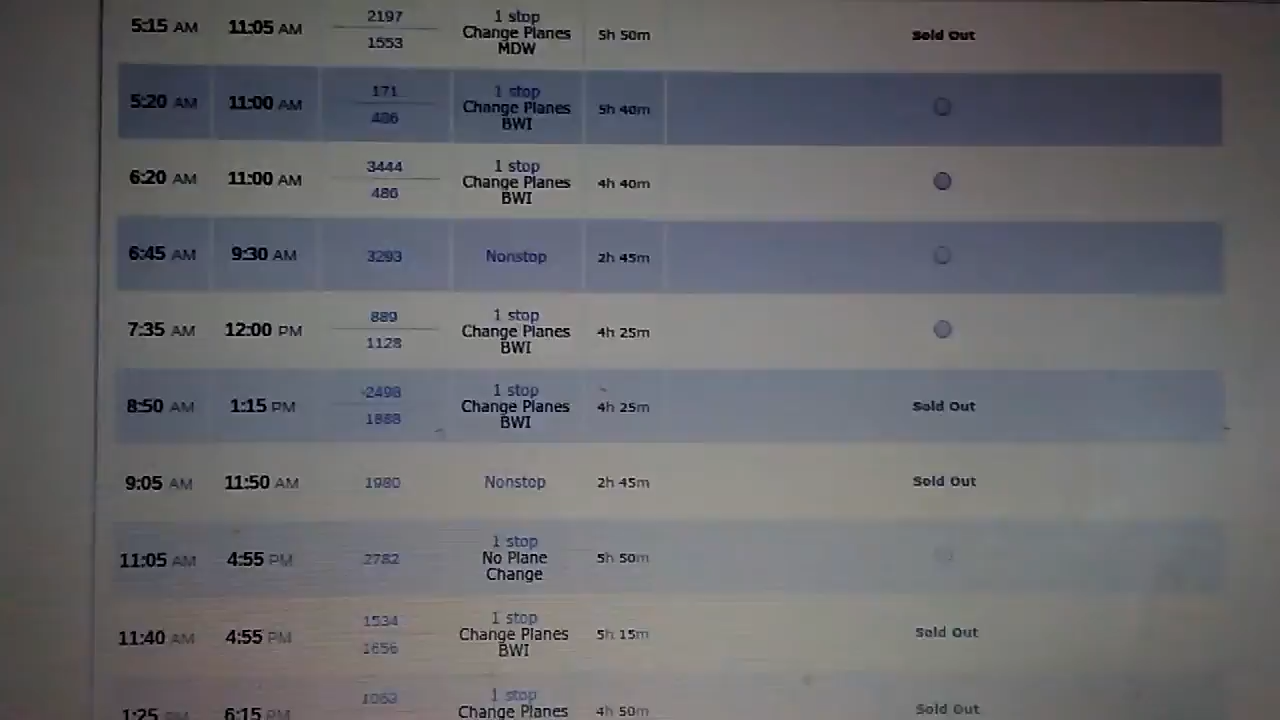 5:15 AM 11:05 AM 2197 1553 1 stop Change Planes MDW 5h 50m Sold Out
5:20 AM 11:00 AM 171 486 1 stop Change Planes BWI 5h 40m
6:20 AM 11:00 AM 3444 486 1 stop Change Planes BWI 4h 40m
6:45 AM 9:30 AM 3293 Nonstop 2h 45m
7:35 AM 12:00 PM 889 1128 1 stop Change Planes BWI 4h 25m
8:50 AM 1:15 PM 2498 1888 1 stop Change Planes BWI 4h 25m Sold Out
9:05 AM 11:50 AM 1980 Nonstop 2h 45m Sold Out
11:05 AM 4:55 PM 2782 1 stop No Plane Change 5h 50m
11:40 AM 4:55 PM 1534 1656 1 stop Change Planes BWI 5h 15m Sold Out
1:25 PM 6:15 PM 1063 1 stop Change Planes 4h 50m Sold Out